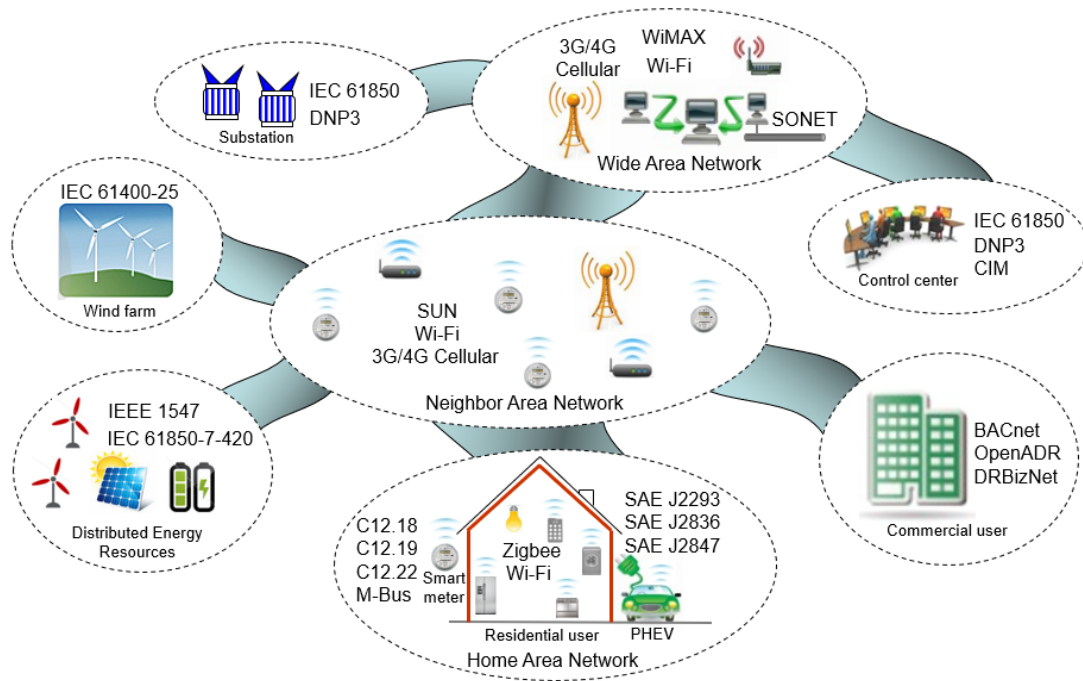 3G/4G
Cellular
WiMAX
Wi-Fi
SONET
Wide Area Network
IEC 61850
DNP3
Substation
IEC 61400-25
Wind farm
IEC 61850
DNP3
CIM
Control center
SUN
Wi-Fi
3G/4G Cellular
Neighbor Area Network
IEEE 1547
IEC 61850-7-420
Distributed Energy
Resources
BACnet
OpenADR
DRBizNet
Commercial user
C12.18
C12.19
C12.22
M-Bus
Smart
meter
Zigbee
Wi-Fi
SAE J2293
SAE J2836
SAE J2847
Residential user
PHEV
Home Area Network